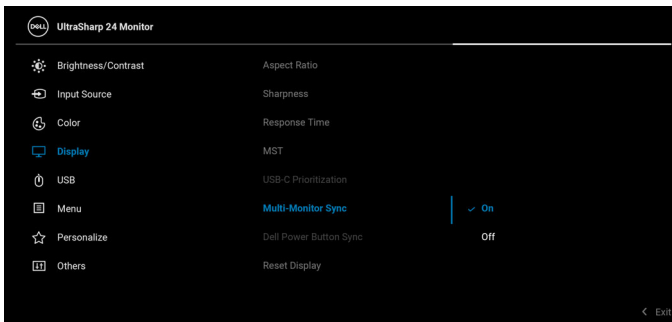 DELL UltraSharp 24 Monitor
Brightness/Contrast Aspect Ratio
Input Source Sharpness
Color Response Time
Display MST
USB USB-C Prioritization
Menu Multi-Monitor Sync On
Personalize Dell Power Button Sync Off
Others Reset Display
Exit